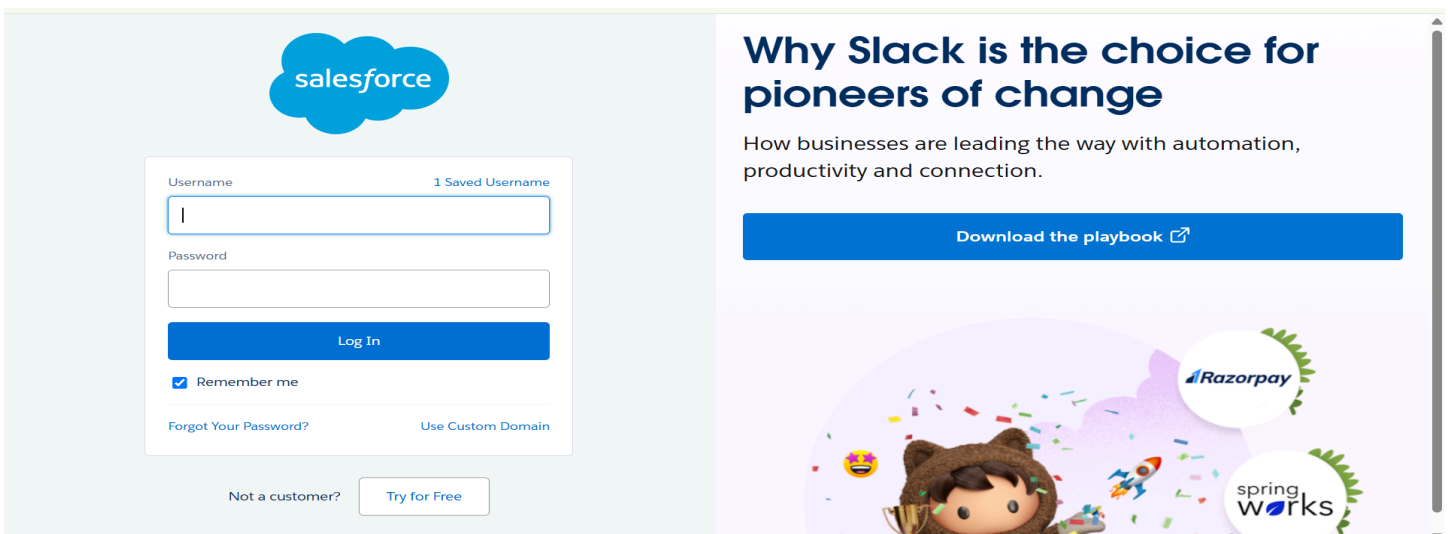 salesforce
Username
1 Saved Username
Password
Log In
Remember me
Forgot Your Password?
Use Custom Domain
Not a customer?
Try for Free
Why Slack is the choice for
pioneers of change
How businesses are leading the way with automation,
productivity and connection.
Download the playbook
Razorpay
spring
works